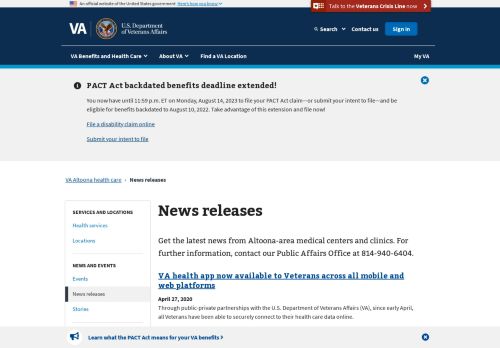 An official website of the United States government Here's how you know
Talk to the Veterans Crisis Line now
VA
U.S. Department
of Veterans Affairs
Search
Contact us
Sign in
VA Benefits and Health Care
About VA
Find a VA Location
My VA
PACT Act backdated benefits deadline extended!
You now have until 11:59 p.m. ET on Monday, August 14, 2023 to file your PACT Act claim—or submit your intent to file—and be
eligible for benefits backdated to August 10, 2022. Take advantage of this extension and file now!
File a disability claim online
Submit your intent to file
VA Altoona health care › News releases
SERVICES AND LOCATIONS
Health services
Locations
NEWS AND EVENTS
Events
News releases
Stories
News releases
Get the latest news from Altoona-area medical centers and clinics. For
further information, contact our Public Affairs Office at 814-940-6404.
VA health app now available to Veterans across all mobile and
web platforms
April 27, 2020
Through public-private partnerships with the U.S. Department of Veterans Affairs (VA), since early April,
all Veterans have been able to securely connect to their health care data online.
Learn what the PACT Act means for your VA benefits